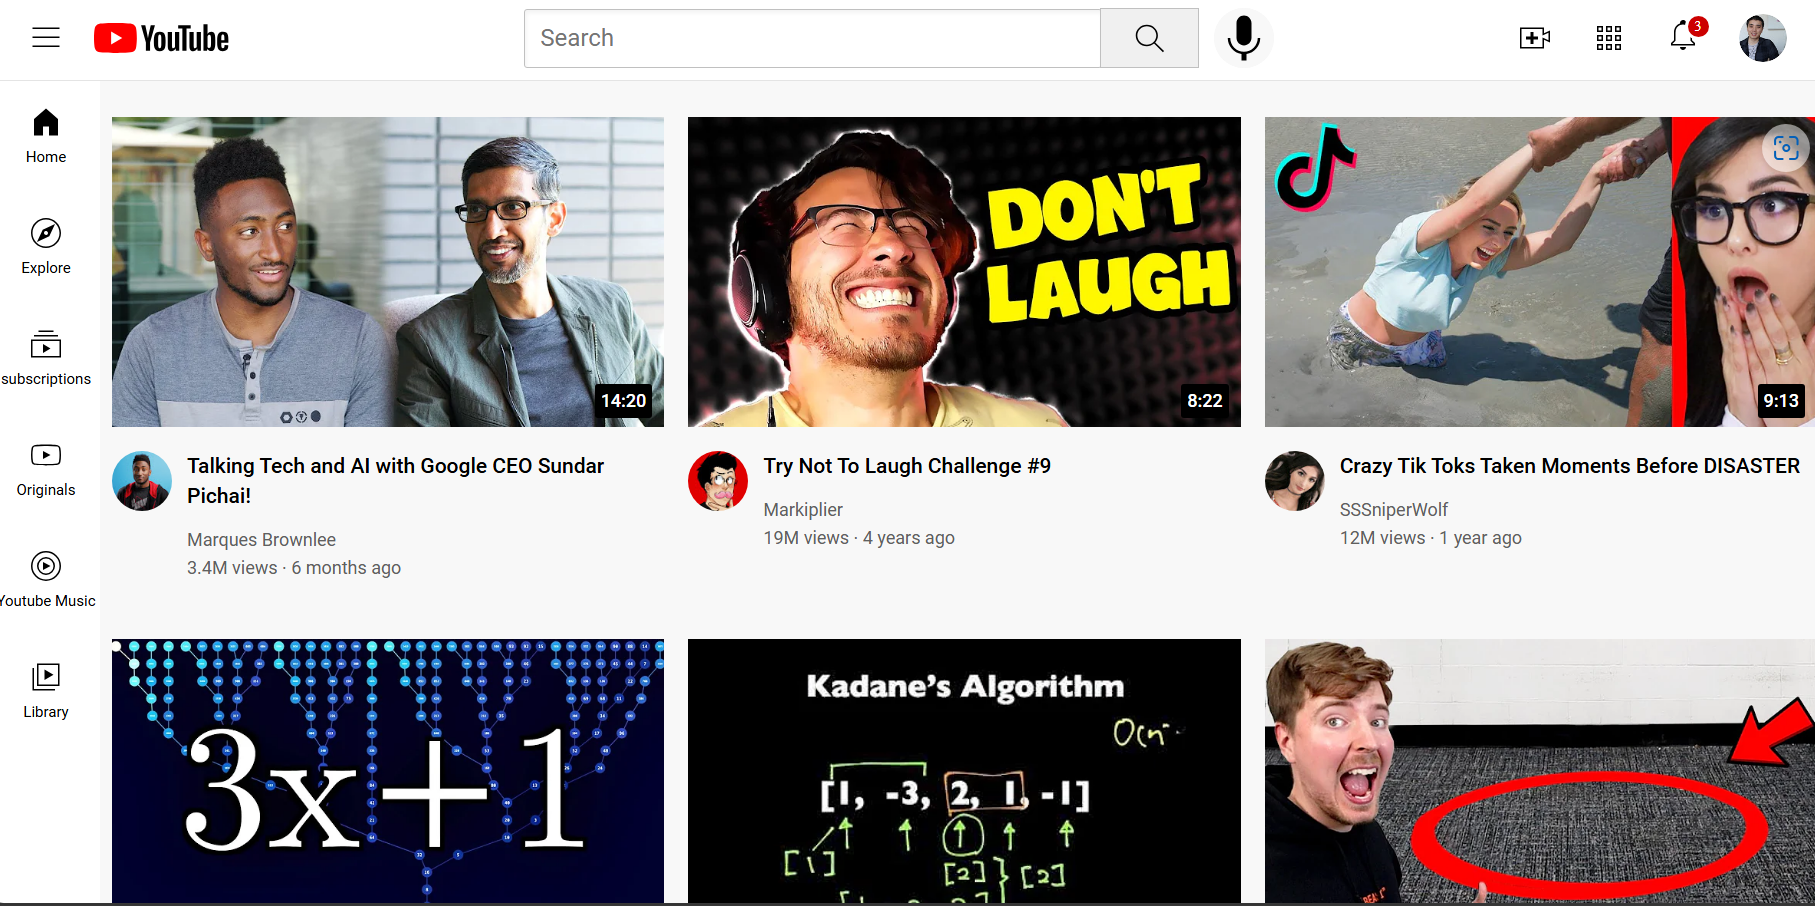 YouTube
Search
3
Home
Explore
subscriptions
Originals
Youtube Music
Library
DON'T
LAUGH
14:20
8:22
9:13
Talking Tech and AI with Google CEO Sundar
Pichai!
Marques Brownlee
3.4M views · 6 months ago
Try Not To Laugh Challenge #9
Markiplier
19M views · 4 years ago
Crazy Tik Toks Taken Moments Before DISASTER
SSSniperWolf
12M views · 1 year ago
3x+1
Kadane's Algorithm
[1, -3, 2, 1, -1]
[1]
[2] [2]